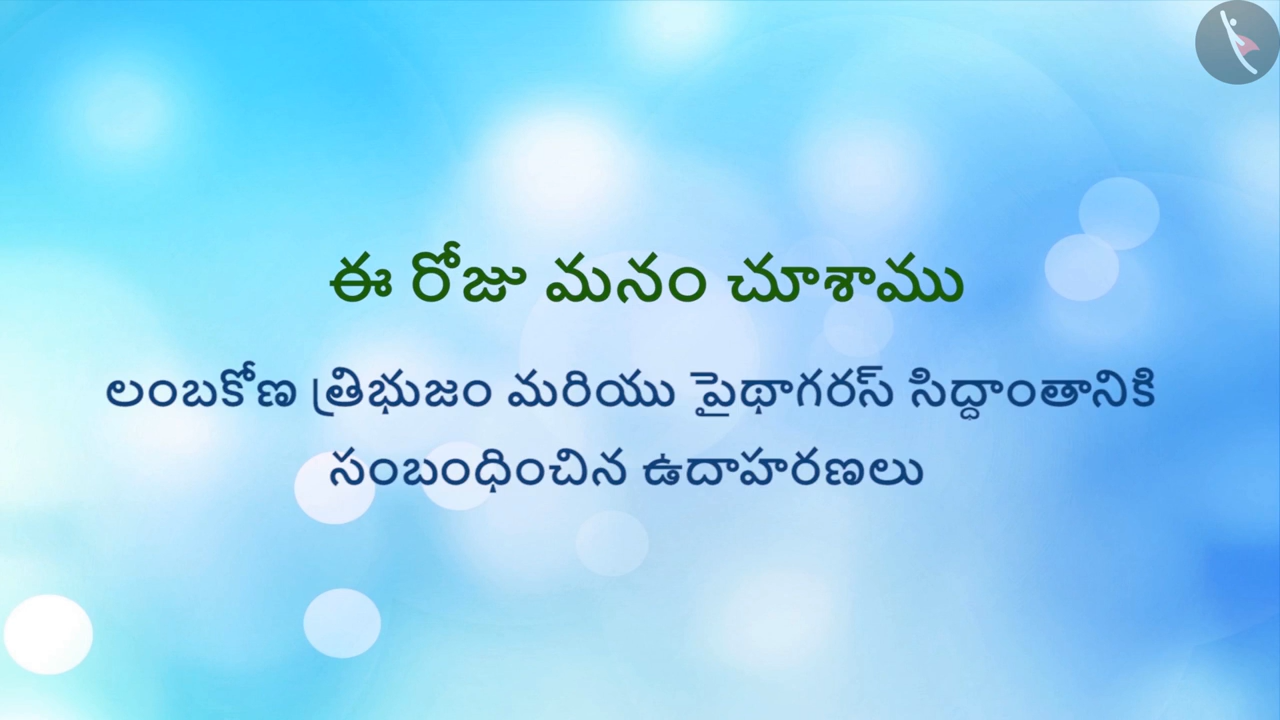 ఈ రోజు మనం చూశాము
లంబకోణ త్రిభుజం మరియు పైథాగరస్ సిద్ధాంతానికి
సంబంధించిన ఉదాహరణలు